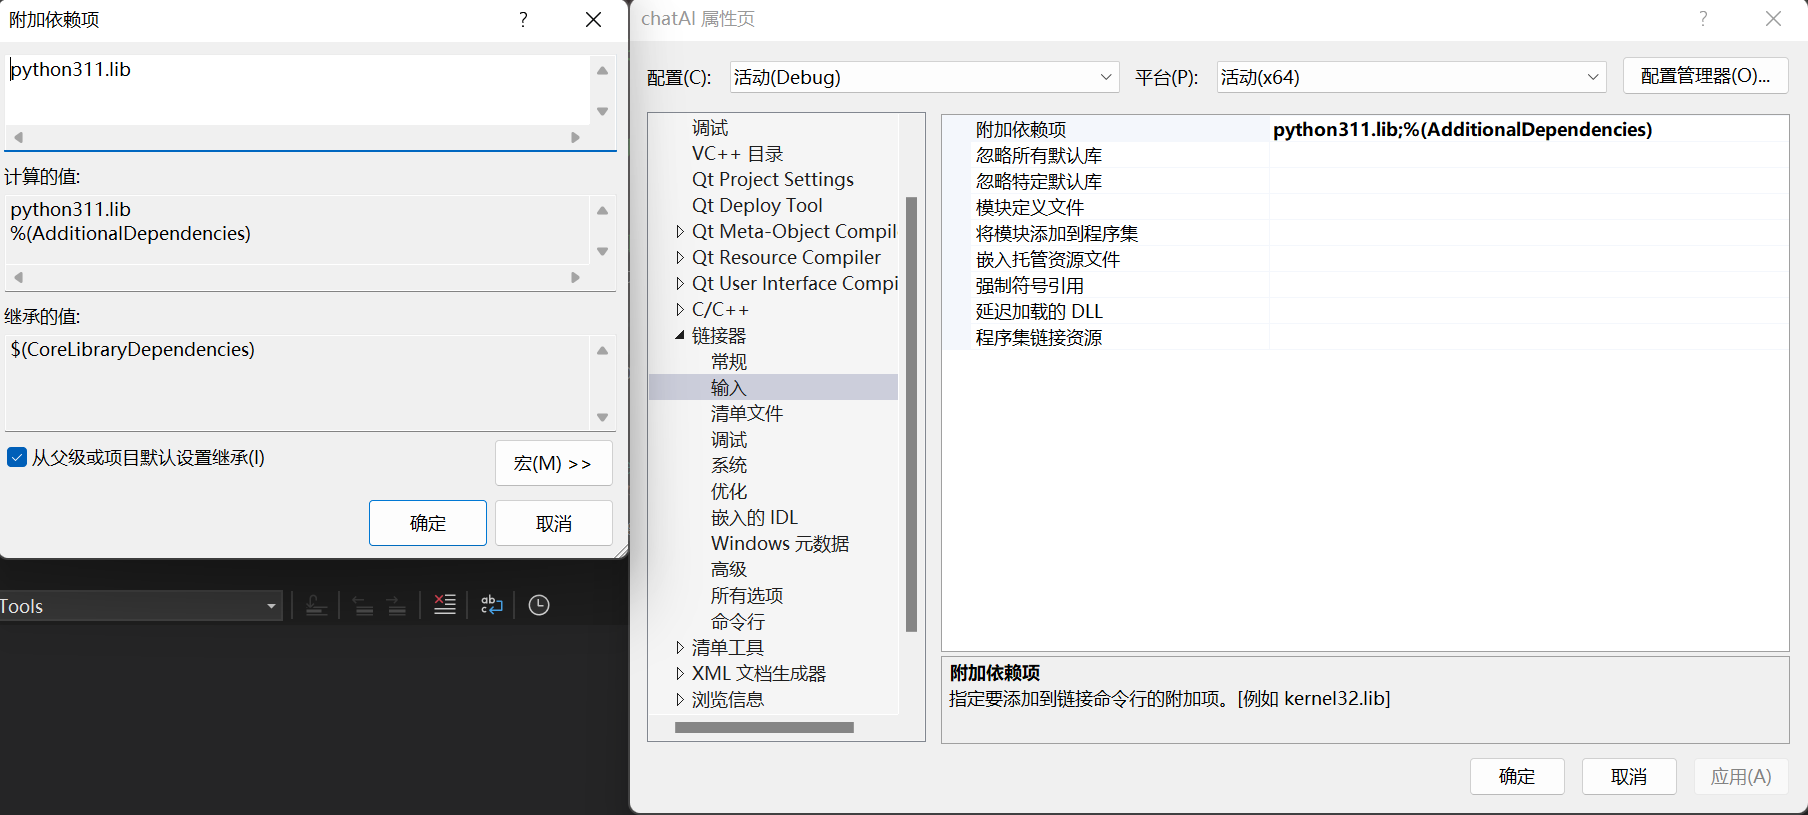 附加依赖项
python311.lib
计算的值:
python311.lib
%(AdditionalDependencies)
继承的值:
$(CoreLibraryDependencies)
从父级或项目默认设置继承(I)
宏(M) >>
确定
取消
Tools
chatAI 属性页
配置(C):
活动(Debug)
平台(P):
活动(x64)
配置管理器(O)...
调试
VC++ 目录
Qt Project Settings
Qt Deploy Tool
Qt Meta-Object Compil
Qt Resource Compiler
Qt User Interface Compi
C/C++
链接器
常规
输入
清单文件
调试
系统
优化
嵌入的 IDL
Windows 元数据
高级
所有选项
命令行
清单工具
XML 文档生成器
浏览信息
附加依赖项
python311.lib;%(AdditionalDependencies)
忽略所有默认库
忽略特定默认库
模块定义文件
将模块添加到程序集
嵌入托管资源文件
强制符号引用
延迟加载的 DLL
程序集链接资源
附加依赖项
指定要添加到链接命令行的附加项。[例如 kernel32.lib]
确定
取消
应用(A)